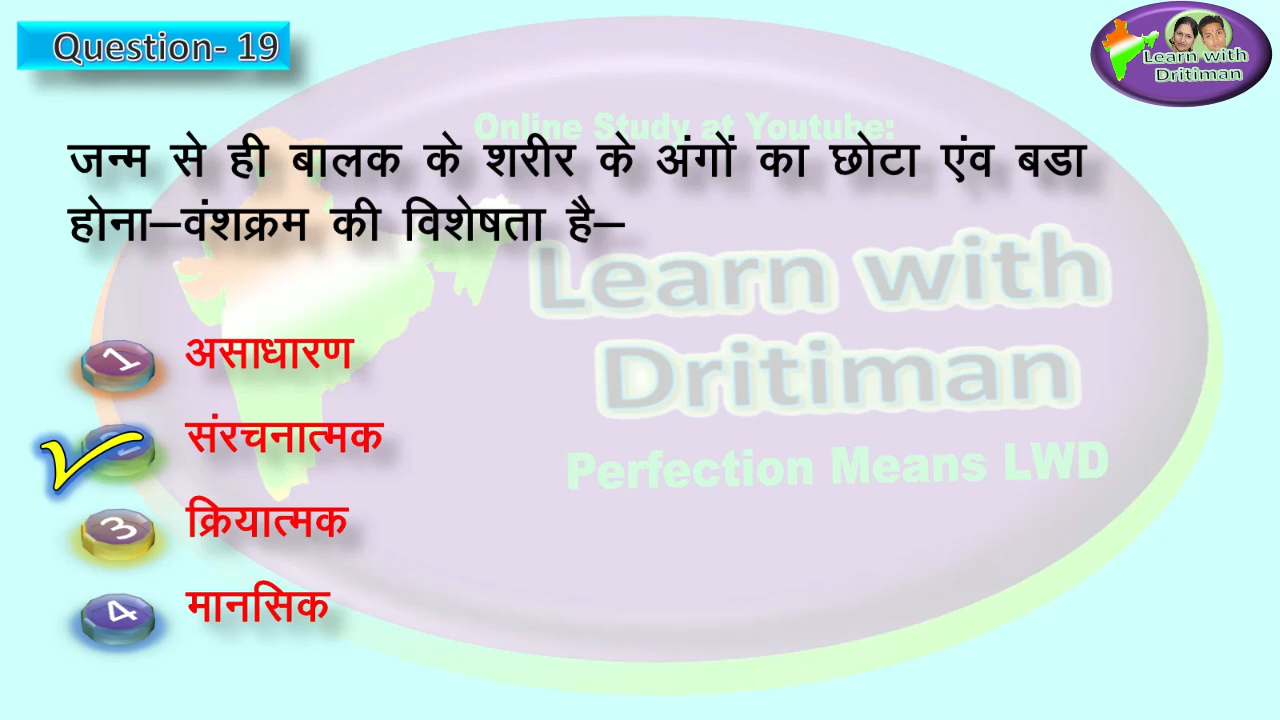 Question- 19
Learn with
Dritiman
Online Study at Youtube:
जन्म से ही बालक के शरीर के अंगों का छोटा एंव बडा
होना–वंशक्रम की विशेषता है–
Learn with
Dritiman
Perfection Means LWD
1 असाधारण
2 संरचनात्मक
3 क्रियात्मक
4 मानसिक